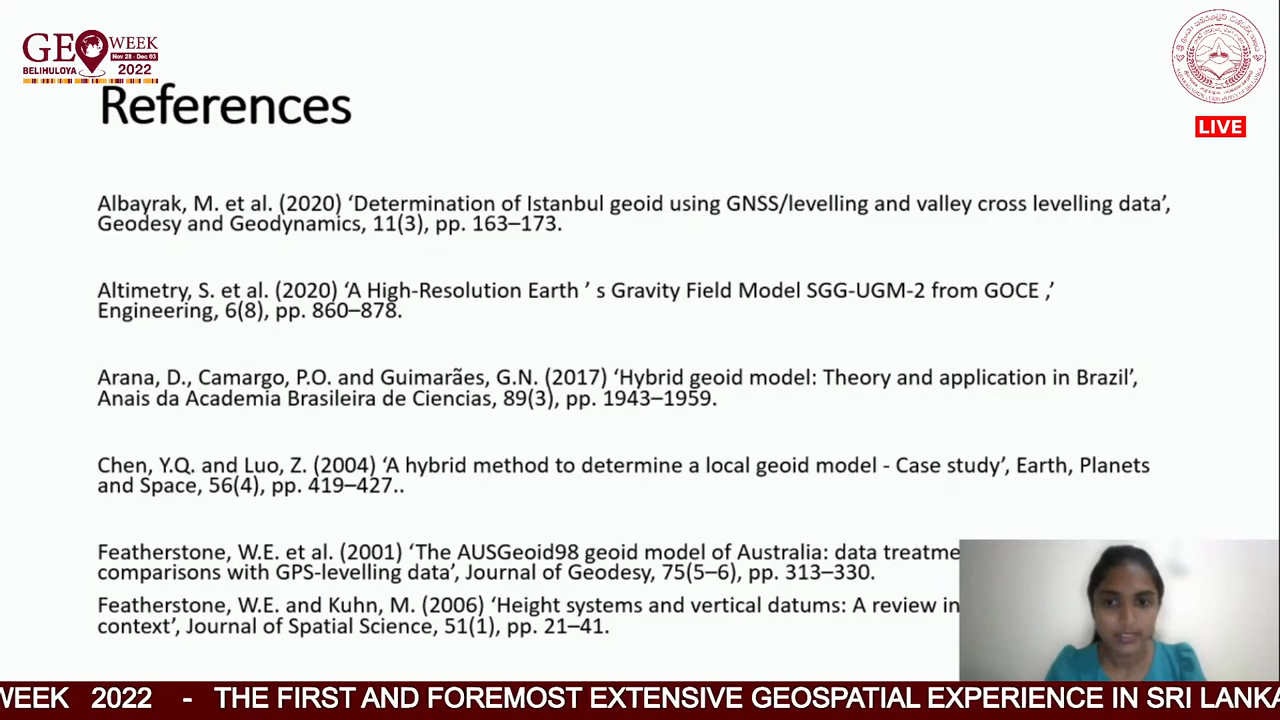 GEO WEEK
Nov 28 - Dec 03
BELIHULOYA 2022
LIVE
References
Albayrak, M. et al. (2020) ‘Determination of Istanbul geoid using GNSS/levelling and valley cross levelling data’,
Geodesy and Geodynamics, 11(3), pp. 163–173.
Altimetry, S. et al. (2020) ‘A High-Resolution Earth ’ s Gravity Field Model SGG-UGM-2 from GOCE ,’
Engineering, 6(8), pp. 860–878.
Arana, D., Camargo, P.O. and Guimarães, G.N. (2017) ‘Hybrid geoid model: Theory and application in Brazil’,
Anais da Academia Brasileira de Ciencias, 89(3), pp. 1943–1959.
Chen, Y.Q. and Luo, Z. (2004) ‘A hybrid method to determine a local geoid model - Case study’, Earth, Planets
and Space, 56(4), pp. 419–427..
Featherstone, W.E. et al. (2001) ‘The AUSGeoid98 geoid model of Australia: data treatme
comparisons with GPS-levelling data’, Journal of Geodesy, 75(5–6), pp. 313–330.
Featherstone, W.E. and Kuhn, M. (2006) ‘Height systems and vertical datums: A review in
context’, Journal of Spatial Science, 51(1), pp. 21–41.
WEEK 2022 - THE FIRST AND FOREMOST EXTENSIVE GEOSPATIAL EXPERIENCE IN SRI LANKA